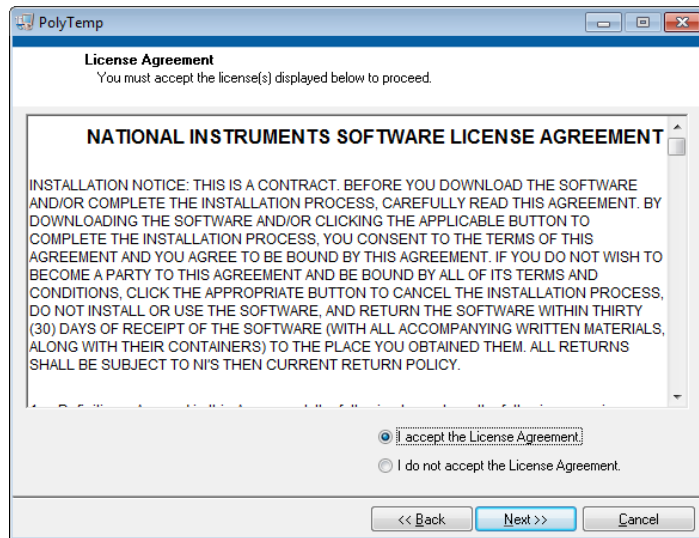 PolyTemp
License Agreement
You must accept the license(s) displayed below to proceed.
NATIONAL INSTRUMENTS SOFTWARE LICENSE AGREEMENT
INSTALLATION NOTICE: THIS IS A CONTRACT. BEFORE YOU DOWNLOAD THE SOFTWARE
AND/OR COMPLETE THE INSTALLATION PROCESS, CAREFULLY READ THIS AGREEMENT. BY
DOWNLOADING THE SOFTWARE AND/OR CLICKING THE APPLICABLE BUTTON TO
COMPLETE THE INSTALLATION PROCESS, YOU CONSENT TO THE TERMS OF THIS
AGREEMENT AND YOU AGREE TO BE BOUND BY THIS AGREEMENT. IF YOU DO NOT WISH TO
BECOME A PARTY TO THIS AGREEMENT AND BE BOUND BY ALL OF ITS TERMS AND
CONDITIONS, CLICK THE APPROPRIATE BUTTON TO CANCEL THE INSTALLATION PROCESS,
DO NOT INSTALL OR USE THE SOFTWARE, AND RETURN THE SOFTWARE WITHIN THIRTY
(30) DAYS OF RECEIPT OF THE SOFTWARE (WITH ALL ACCOMPANYING WRITTEN MATERIALS,
ALONG WITH THEIR CONTAINERS) TO THE PLACE YOU OBTAINED THEM. ALL RETURNS
SHALL BE SUBJECT TO NI'S THEN CURRENT RETURN POLICY.
I accept the License Agreement.
I do not accept the License Agreement.
<< Back
Next >>
Cancel